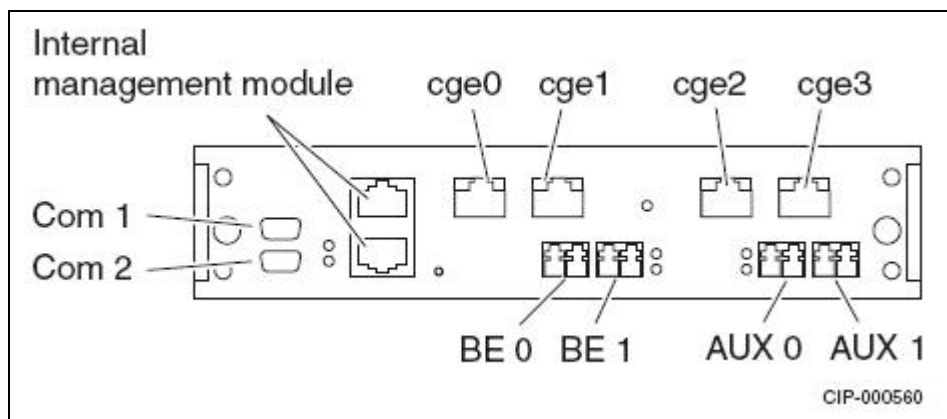 Internal
management module
cge0 cge1 cge2 cge3
Com 1
Com 2
BE 0 BE 1 AUX 0 AUX 1
CIP-000560